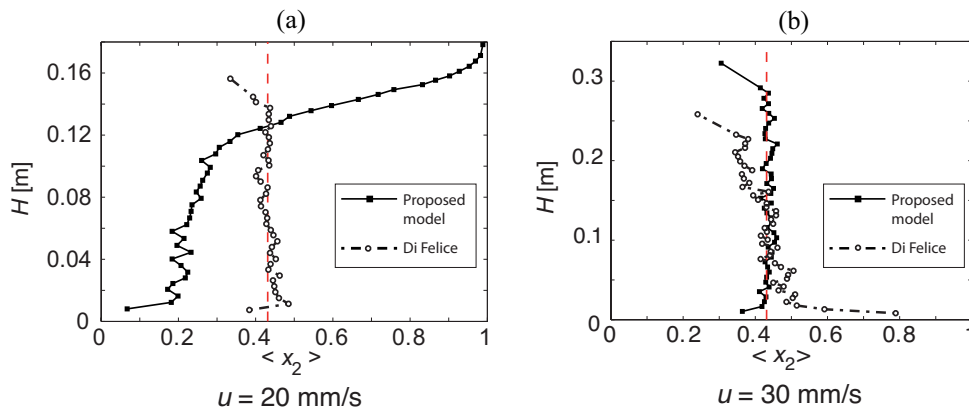 (a)
0.16
0.12
0.08
0.04
0
H [m]
0 0.2 0.4 0.6 0.8 1
< x2 >
Proposed
model
Di Felice
u = 20 mm/s
(b)
0.3
0.2
0.1
0
H [m]
0 0.2 0.4 0.6 0.8 1
< x2>
Proposed
model
Di Felice
u = 30 mm/s